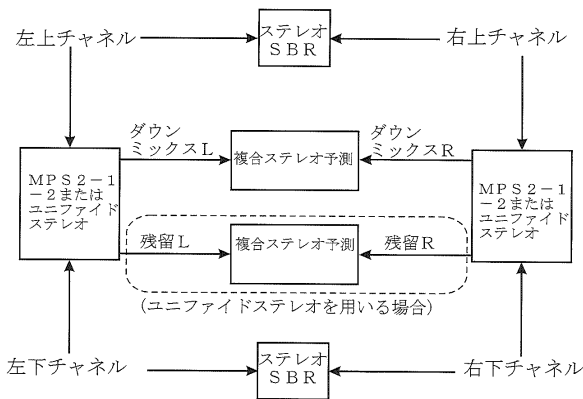 左上チャネル
ステレオ
SBR
右上チャネル
ダウン
ミックスL
複合ステレオ予測
ダウン
ミックスR
MPS2-1
-2または
ユニファイド
ステレオ
MPS2-1
-2または
ユニファイド
ステレオ
残留L
複合ステレオ予測
残留R
(ユニファイドステレオを用いる場合)
左下チャネル
ステレオ
SBR
右下チャネル